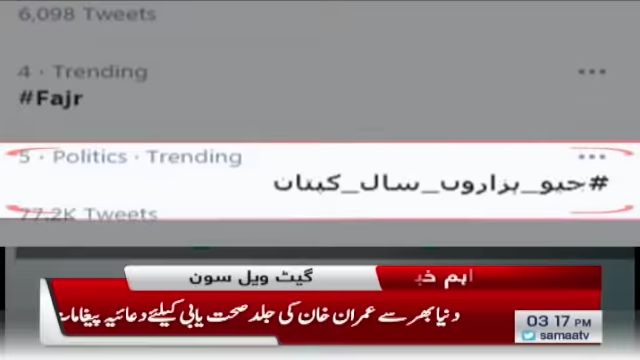 6,098 Tweets
4 · Trending
#Fajr
5 · Politics · Trending
#جیو_ہزاروں_سال_کپتان
77.2K Tweets
گیٹ ویل سون
اہم خبر
دنیا بھر سے عمران خان کی جلد صحت یابی کیلئے دعائیہ پیغامات
03:17 PM
samaatv